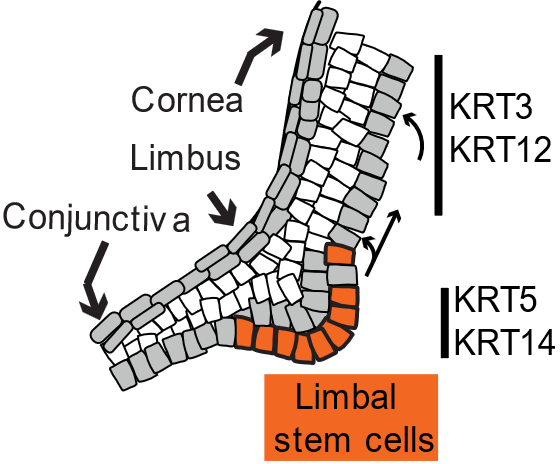 Cornea
Limbus
Conjunctiva
KRT3
KRT12
KRT5
KRT14
Limbal
stem cells